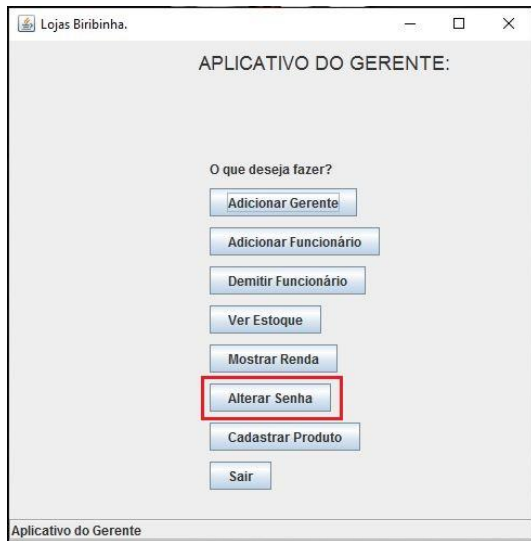 Lojas Biribinha.
APLICATIVO DO GERENTE:
O que deseja fazer?
Adicionar Gerente
Adicionar Funcionário
Demitir Funcionário
Ver Estoque
Mostrar Renda
Alterar Senha
Cadastrar Produto
Sair
Aplicativo do Gerente